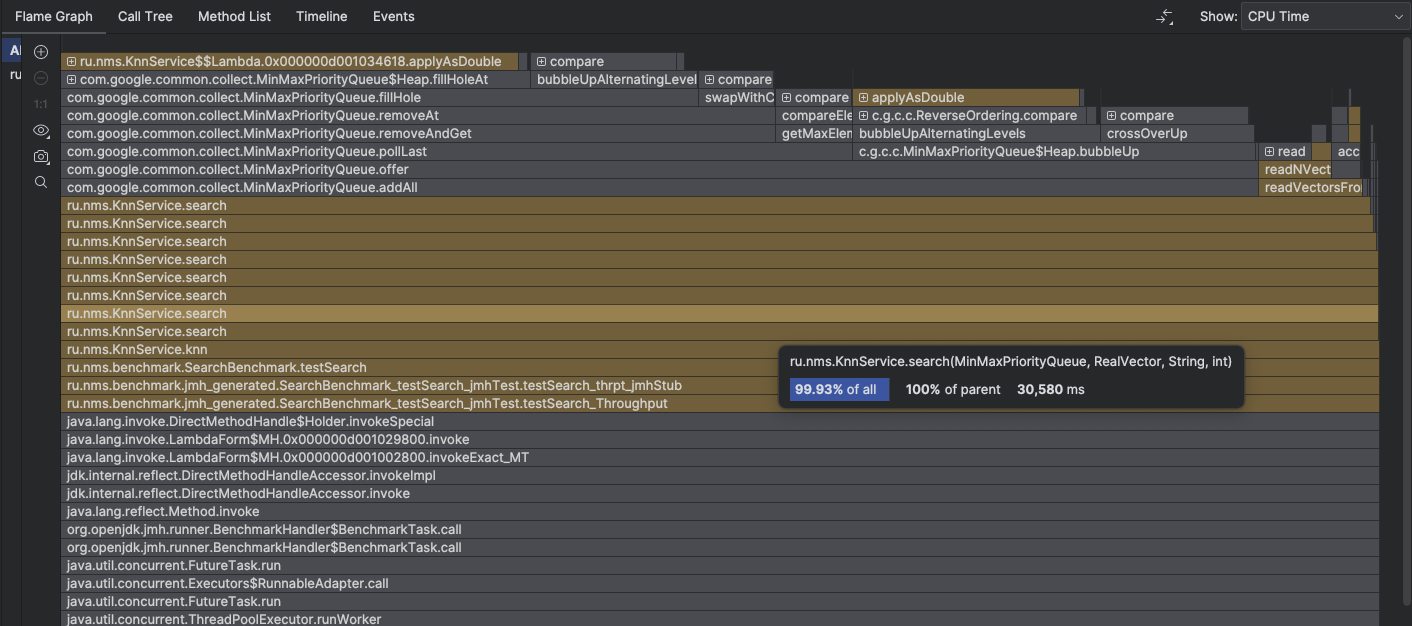 Flame Graph Call Tree Method List Timeline Events Show: CPU Time
Al
ru
1:1
ru.nms.KnnService$$Lambda.0x000000d001034618.applyAsDouble compare
com.google.common.collect.MinMaxPriorityQueue$Heap.fillHoleAt bubbleUpAlternatingLevel compare
com.google.common.collect.MinMaxPriorityQueue.fillHole swapWithC compare applyAsDouble
com.google.common.collect.MinMaxPriorityQueue.removeAt compareEle c.g.c.c.ReverseOrdering.compare compare
com.google.common.collect.MinMaxPriorityQueue.removeAndGet getMaxElem bubbleUpAlternatingLevels crossOverUp
com.google.common.collect.MinMaxPriorityQueue.pollLast c.g.c.c.MinMaxPriorityQueue$Heap.bubbleUp read acc
com.google.common.collect.MinMaxPriorityQueue.offer readNVect
com.google.common.collect.MinMaxPriorityQueue.addAll readVectorsFro
ru.nms.KnnService.search
ru.nms.KnnService.search
ru.nms.KnnService.search
ru.nms.KnnService.search
ru.nms.KnnService.search
ru.nms.KnnService.search
ru.nms.KnnService.search
ru.nms.KnnService.search
ru.nms.KnnService.knn
ru.nms.benchmark.SearchBenchmark.testSearch
ru.nms.benchmark.jmh_generated.SearchBenchmark_testSearch_jmhTest.testSearch_thrpt_jmhStub
ru.nms.benchmark.jmh_generated.SearchBenchmark_testSearch_jmhTest.testSearch_Throughput
ru.nms.KnnService.search(MinMaxPriorityQueue, RealVector, String, int)
99.93% of all 100% of parent 30,580 ms
java.lang.invoke.DirectMethodHandle$Holder.invokeSpecial
java.lang.invoke.LambdaForm$MH.0x000000d001029800.invoke
java.lang.invoke.LambdaForm$MH.0x000000d001002800.invokeExact_MT
jdk.internal.reflect.DirectMethodHandleAccessor.invokeImpl
jdk.internal.reflect.DirectMethodHandleAccessor.invoke
java.lang.reflect.Method.invoke
org.openjdk.jmh.runner.BenchmarkHandler$BenchmarkTask.call
org.openjdk.jmh.runner.BenchmarkHandler$BenchmarkTask.call
java.util.concurrent.FutureTask.run
java.util.concurrent.Executors$RunnableAdapter.call
java.util.concurrent.FutureTask.run
java.util.concurrent.ThreadPoolExecutor.runWorker